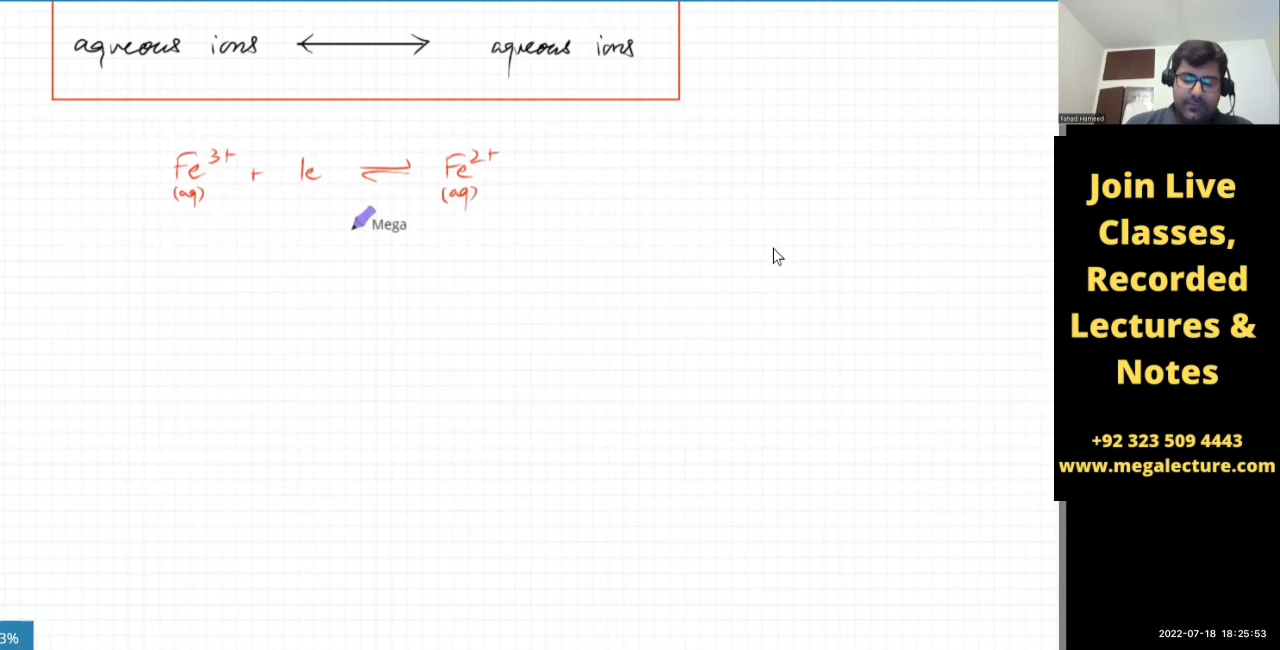 aqueous ions ⟷ aqueous ions
Fe³⁺ + 1e ⇌ Fe²⁺
(aq) (aq)
Mega
3%
Fahad Hameed
Join Live
Classes,
Recorded
Lectures &
Notes
+92 323 509 4443
www.megalecture.com
2022-07-18 18:25:53